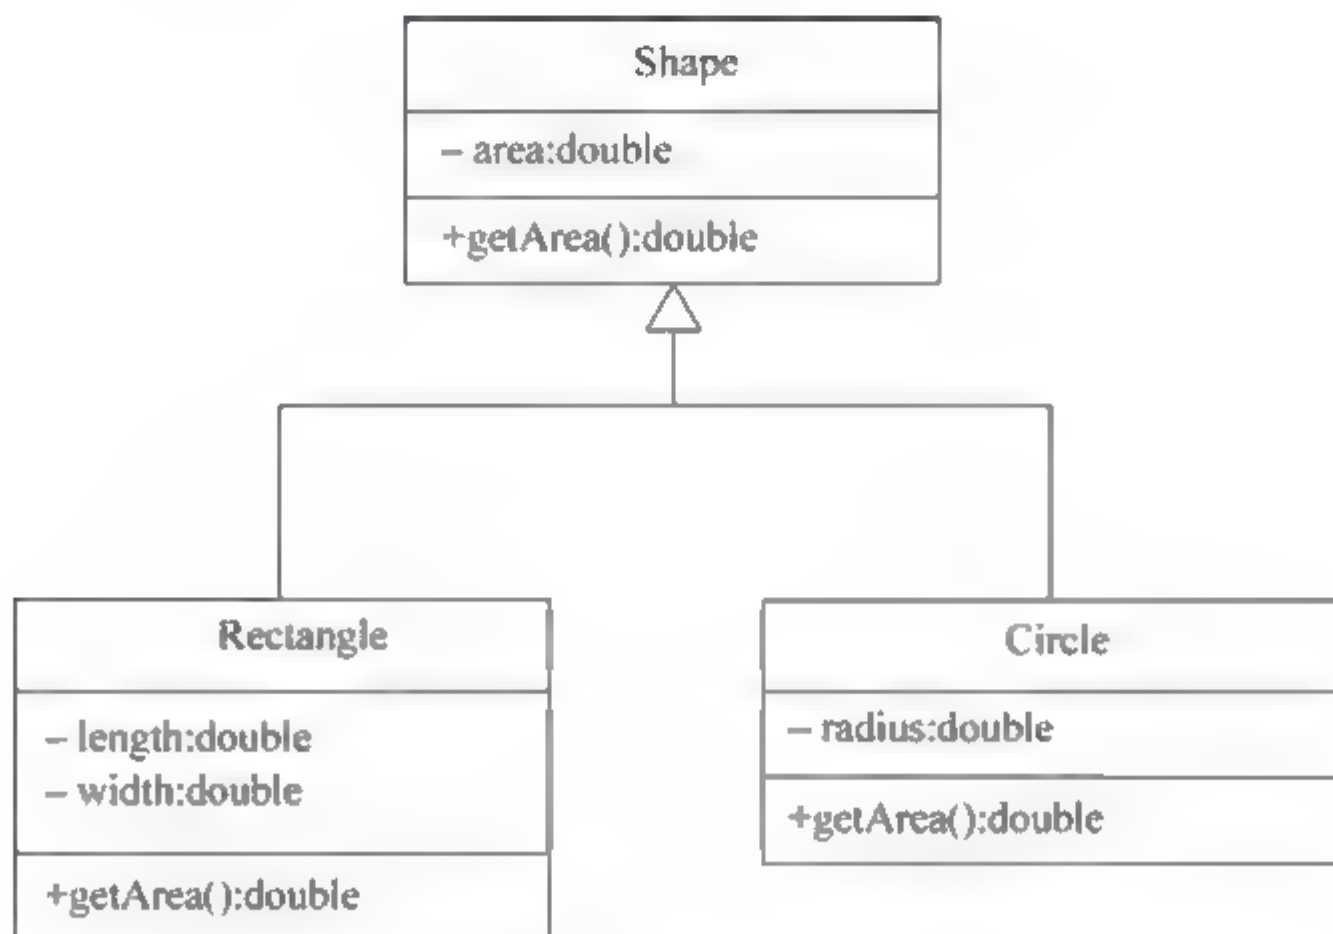 Shape
– area:double
+getArea():double
Rectangle
– length:double
– width:double
+getArea():double
Circle
– radius:double
+getArea():double